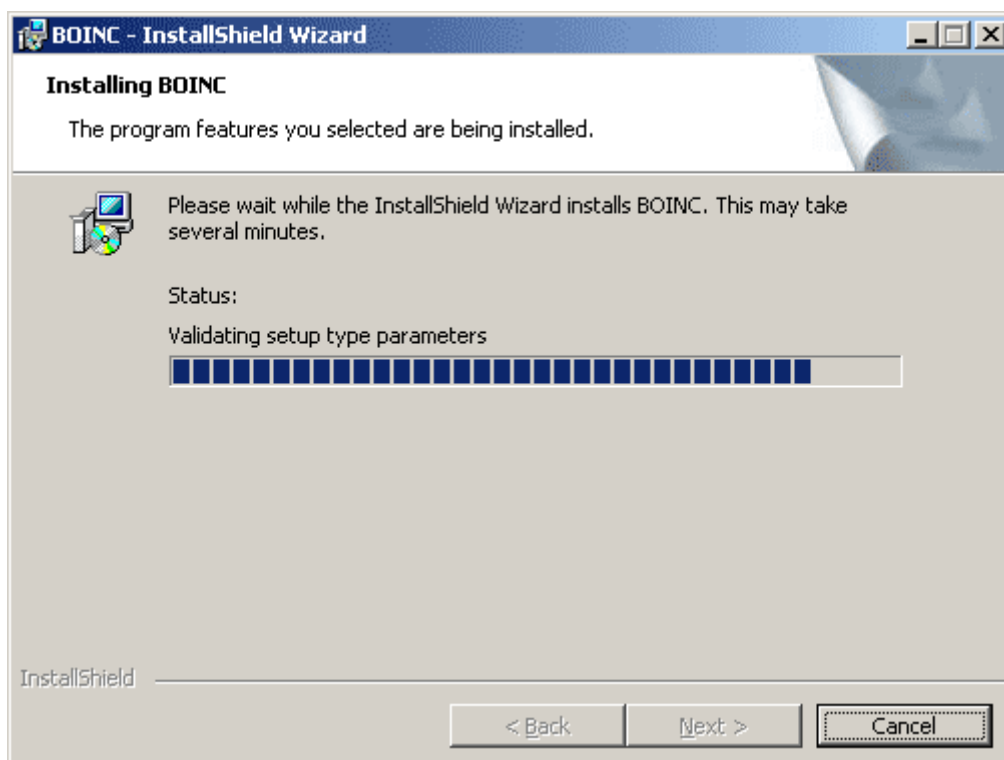 BOINC - InstallShield Wizard
Installing BOINC
The program features you selected are being installed.
Please wait while the InstallShield Wizard installs BOINC. This may take
several minutes.
Status:
Validating setup type parameters
InstallShield
< Back
Next >
Cancel